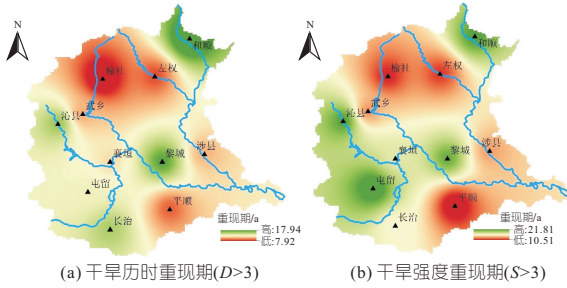 N
和顺
榆社
左权
武乡
沁县
襄垣
黎城
涉县
屯留
平顺
长治
重现期/a
高:17.94
低:7.92
(a) 干旱历时重现期(D>3)
N
和顺
榆社
左权
武乡
沁县
襄垣
黎城
涉县
屯留
平顺
长治
重现期/a
高:21.81
低:10.51
(b) 干旱强度重现期(S>3)